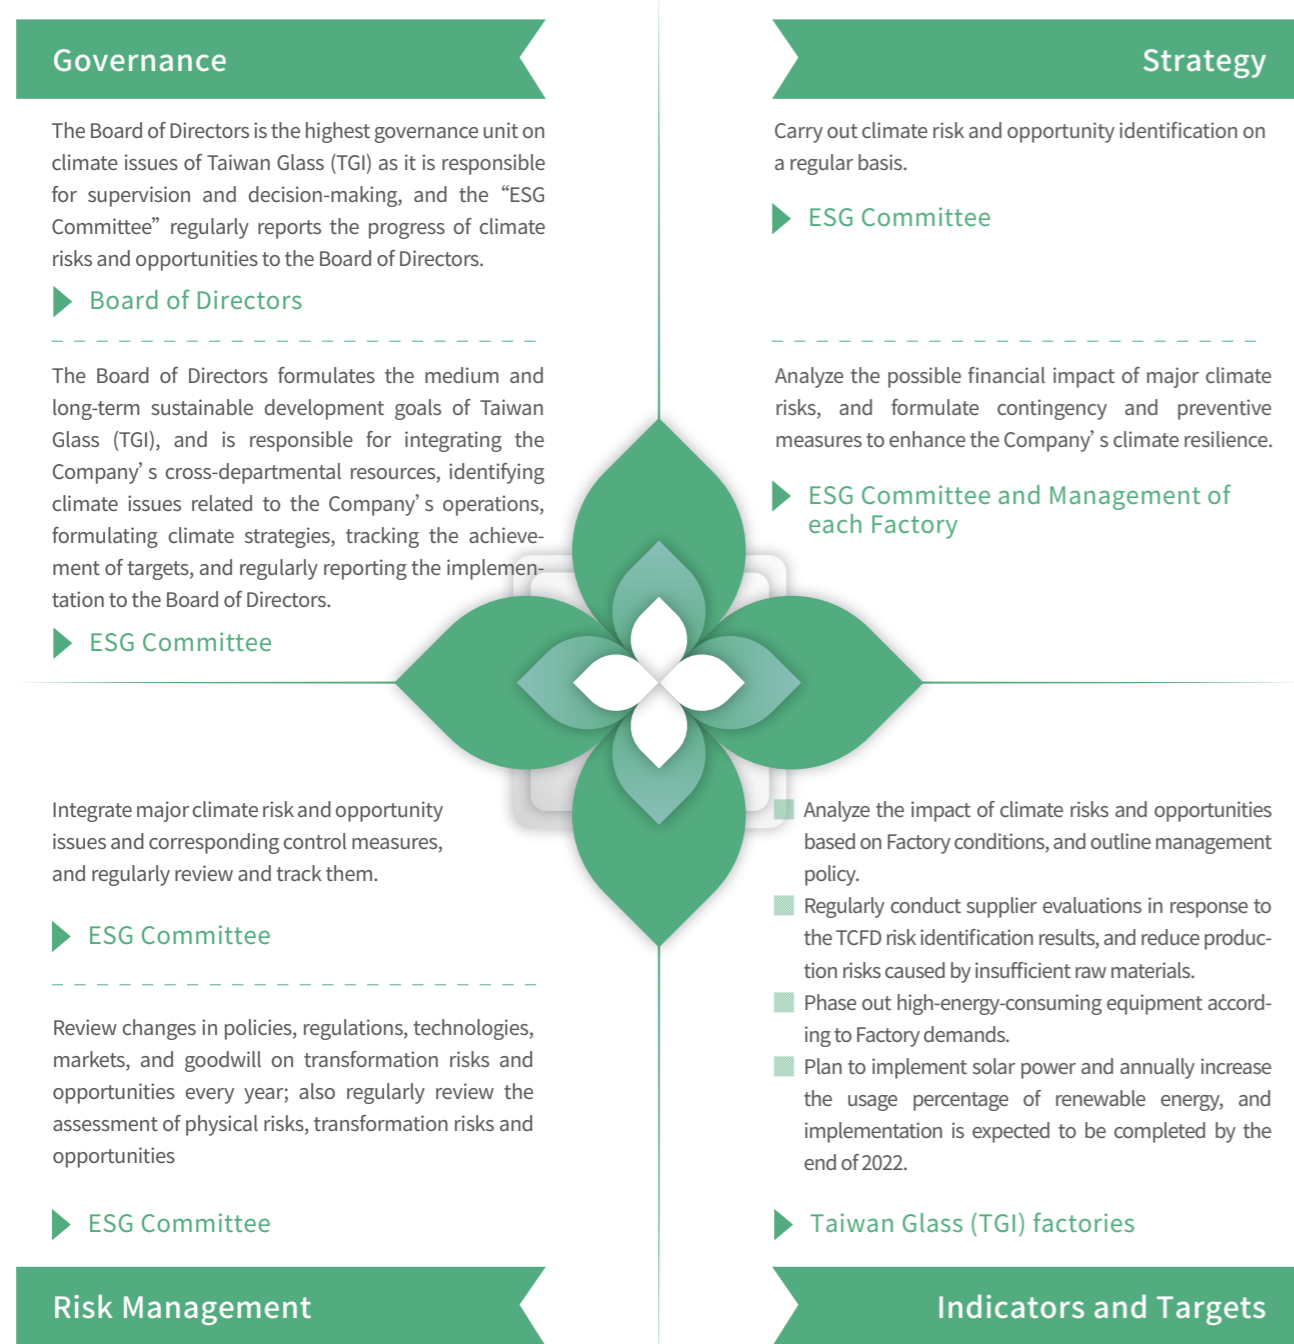 Governance
The Board of Directors is the highest governance unit on
climate issues of Taiwan Glass (TGI) as it is responsible
for supervision and decision-making, and the “ESG
Committee” regularly reports the progress of climate
risks and opportunities to the Board of Directors.
Board of Directors
The Board of Directors formulates the medium and
long-term sustainable development goals of Taiwan
Glass (TGI), and is responsible for integrating the
Company’s cross-departmental resources, identifying
climate issues related to the Company’s operations,
formulating climate strategies, tracking the achieve-
ment of targets, and regularly reporting the implemen-
tation to the Board of Directors.
ESG Committee
Strategy
Carry out climate risk and opportunity identification on
a regular basis.
ESG Committee
Analyze the possible financial impact of major climate
risks, and formulate contingency and preventive
measures to enhance the Company’s climate resilience.
ESG Committee and Management of
each Factory
Integrate major climate risk and opportunity
issues and corresponding control measures,
and regularly review and track them.
ESG Committee
Review changes in policies, regulations, technologies,
markets, and goodwill on transformation risks and
opportunities every year; also regularly review the
assessment of physical risks, transformation risks and
opportunities
ESG Committee
Risk Management
Analyze the impact of climate risks and opportunities
based on Factory conditions, and outline management
policy.
Regularly conduct supplier evaluations in response to
the TCFD risk identification results, and reduce produc-
tion risks caused by insufficient raw materials.
Phase out high-energy-consuming equipment accord-
ing to Factory demands.
Plan to implement solar power and annually increase
the usage percentage of renewable energy, and
implementation is expected to be completed by the
end of 2022.
Taiwan Glass (TGI) factories
Indicators and Targets